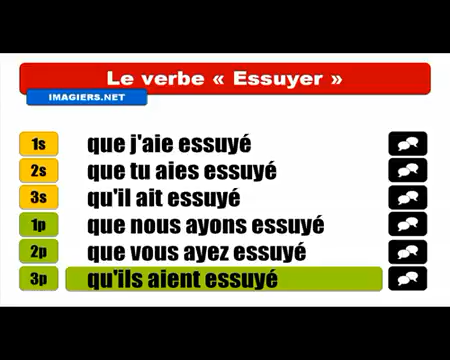 Le verbe « Essuyer »
IMAGIERS.NET
1s que j'aie essuyé
2s que tu aies essuyé
3s qu'il ait essuyé
1p que nous ayons essuyé
2p que vous ayez essuyé
3p qu'ils aient essuyé